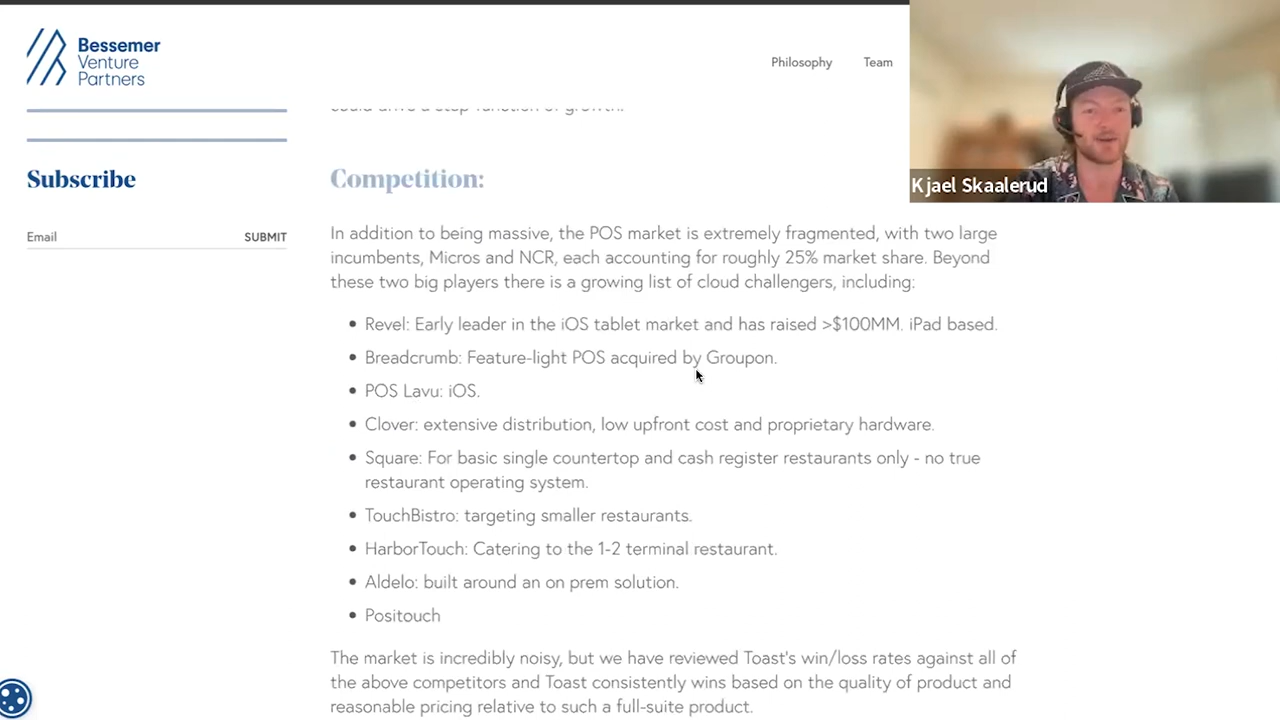 Bessemer
Venture
Partners
Philosophy
Team
could drive a step function of growth.
Subscribe
Email
SUBMIT
Competition:
In addition to being massive, the POS market is extremely fragmented, with two large
incumbents, Micros and NCR, each accounting for roughly 25% market share. Beyond
these two big players there is a growing list of cloud challengers, including:
Revel: Early leader in the iOS tablet market and has raised >$100MM. iPad based.
Breadcrumb: Feature-light POS acquired by Groupon.
POS Lavu: iOS.
Clover: extensive distribution, low upfront cost and proprietary hardware.
Square: For basic single countertop and cash register restaurants only - no true
restaurant operating system.
TouchBistro: targeting smaller restaurants.
HarborTouch: Catering to the 1-2 terminal restaurant.
Aldelo: built around an on prem solution.
Positouch
The market is incredibly noisy, but we have reviewed Toast's win/loss rates against all of
the above competitors and Toast consistently wins based on the quality of product and
reasonable pricing relative to such a full-suite product.
Kjael Skaalerud